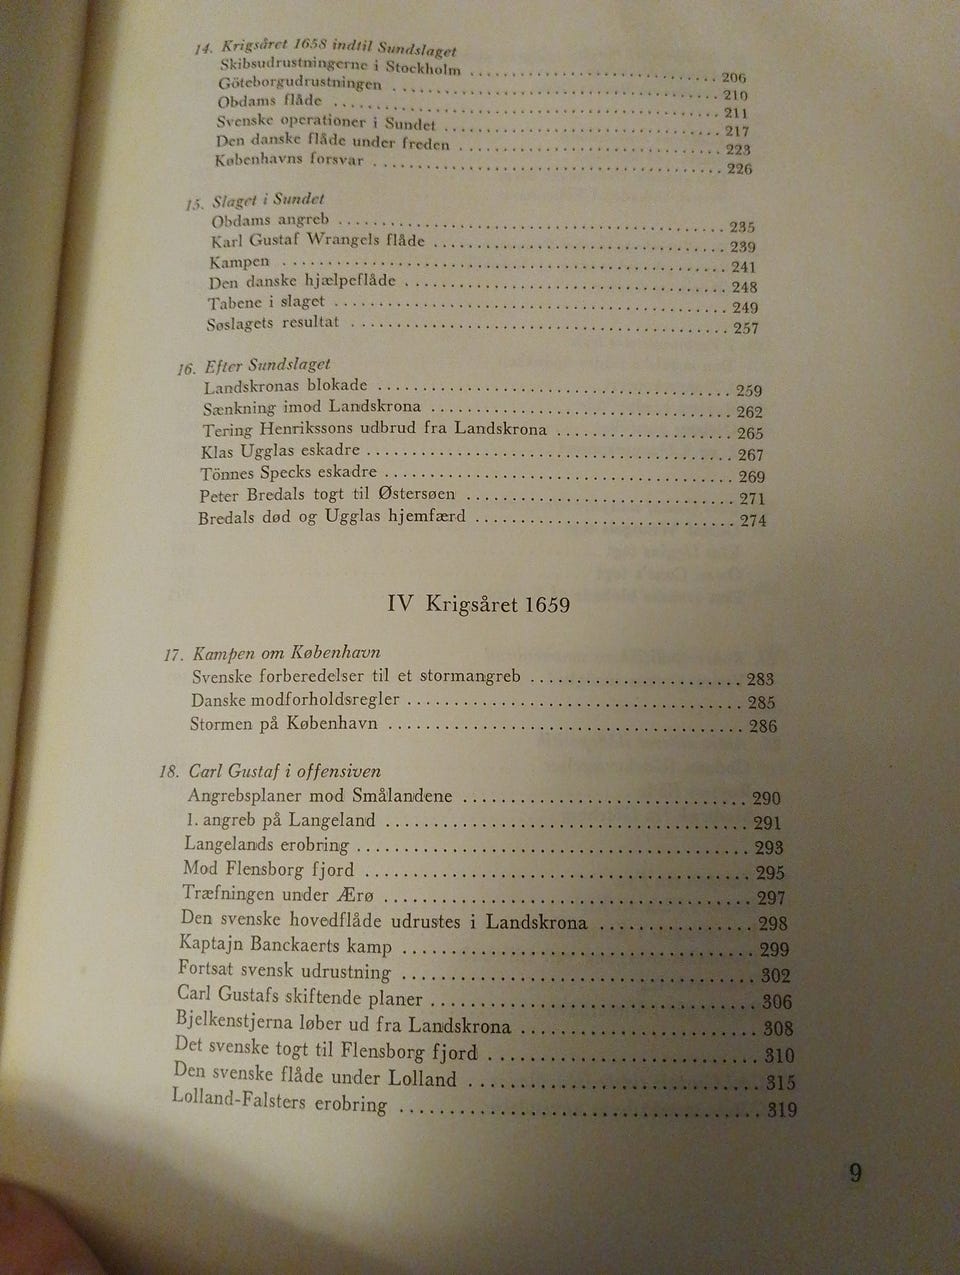 14. Krigsåret 1658 indtil Sundslaget
Skibsudrustningerne i Stockholm .......... 206
Göteborgudrustningen .......... 210
Obdams flåde .......... 211
Svenske operationer i Sundet .......... 217
Den danske flåde under freden .......... 223
Københavns forsvar .......... 226
15. Slaget i Sundet
Obdams angreb .......... 235
Karl Gustaf Wrangels flåde .......... 239
Kampen .......... 241
Den danske hjælpeflåde .......... 248
Tabene i slaget .......... 249
Søslagets resultat .......... 257
16. Efter Sundslaget
Landskronas blokade .......... 259
Sænkning imod Landskrona .......... 262
Tering Henrikssons udbrud fra Landskrona .......... 265
Klas Ugglas eskadre .......... 267
Tönnes Specks eskadre .......... 269
Peter Bredals togt til Østersøen .......... 271
Bredals død og Ugglas hjemfærd .......... 274
IV Krigsåret 1659
17. Kampen om København
Svenske forberedelser til et stormangreb .......... 283
Danske modforholdsregler .......... 285
Stormen på København .......... 286
18. Carl Gustaf i offensiven
Angrebsplaner mod Smålandene .......... 290
1. angreb på Langeland .......... 291
Langelands erobring .......... 293
Mod Flensborg fjord .......... 295
Træfningen under Ærø .......... 297
Den svenske hovedflåde udrustes i Landskrona .......... 298
Kaptajn Banckaerts kamp .......... 299
Fortsat svensk udrustning .......... 302
Carl Gustafs skiftende planer .......... 306
Bjelkenstjerna løber ud fra Landskrona .......... 308
Det svenske togt til Flensborg fjord .......... 310
Den svenske flåde under Lolland .......... 315
Lolland-Falsters erobring .......... 319
9